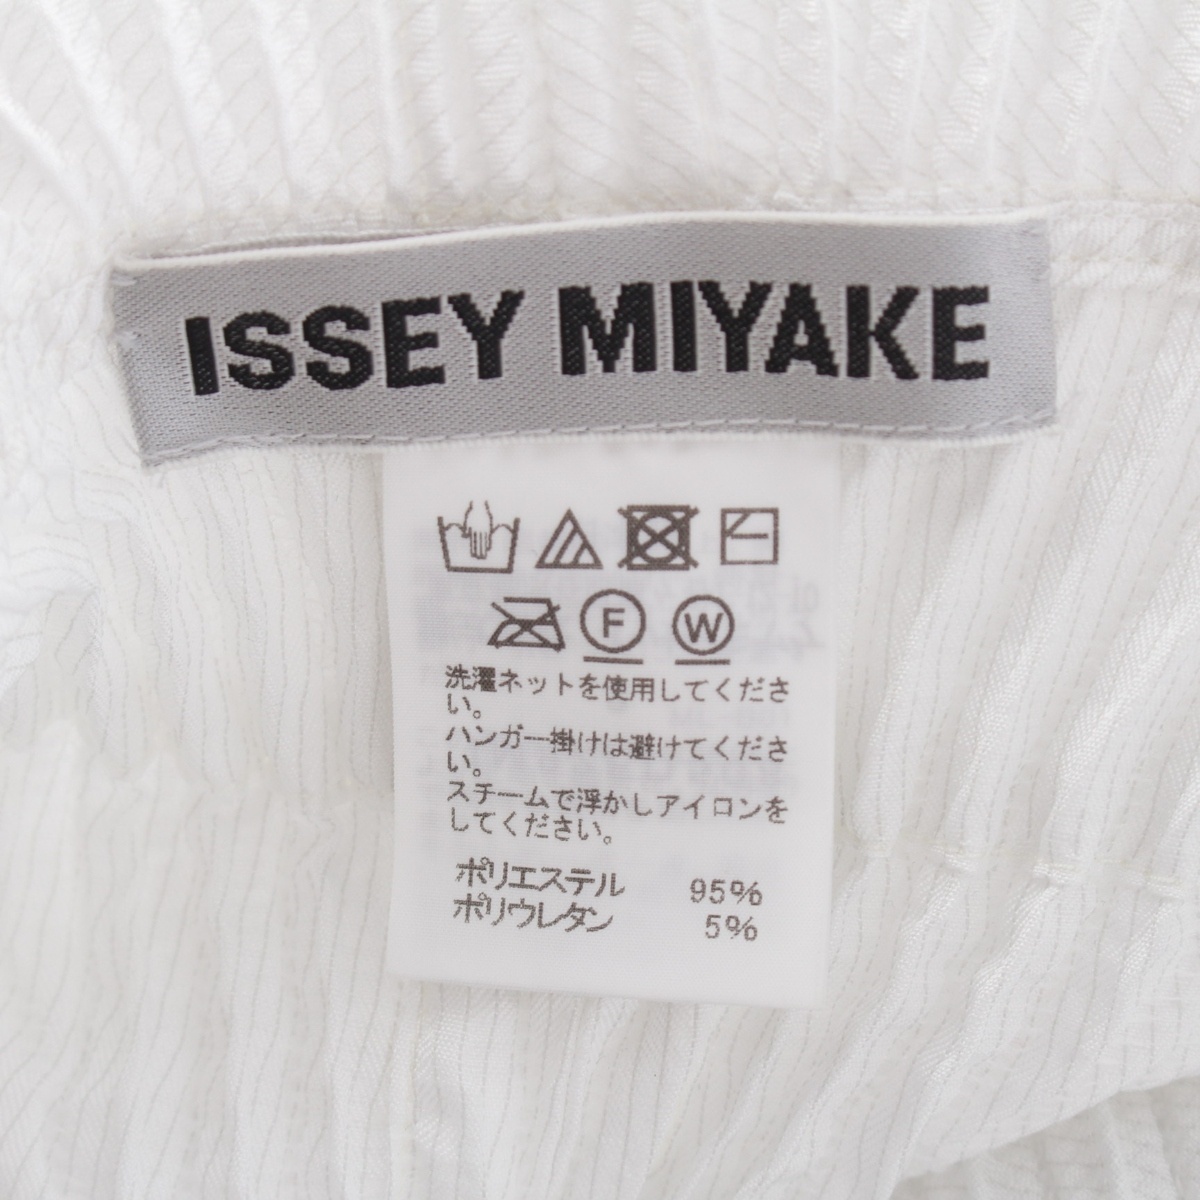 ISSEY MIYAKE
F W
洗濯ネットを使用してくださ
い。
ハンガー掛けは避けてくださ
い。
スチームで浮かしアイロンを
してください。
ポリエステル 95%
ポリウレタン 5%